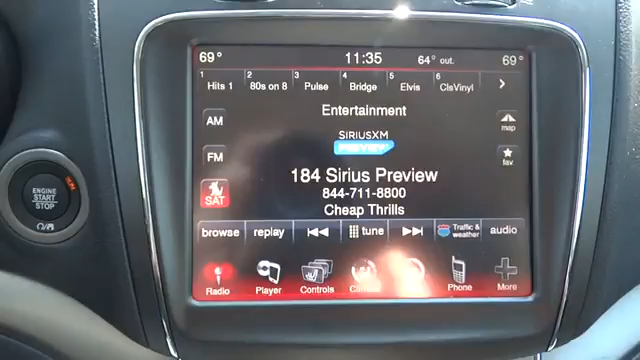 69° 11:35 64° out. 69°
1 2 3 4 5 6
Hits 1 80s on 8 Pulse Bridge Elvis ClsVinyl
Entertainment
AM
map
SIRIUSXM
PREVIEW
FM
fav.
184 Sirius Preview
SAT
844-711-8800
Cheap Thrills
ENGINE
START
STOP
RUN
browse replay tune Traffic & weather audio
Radio Player Controls Phone More